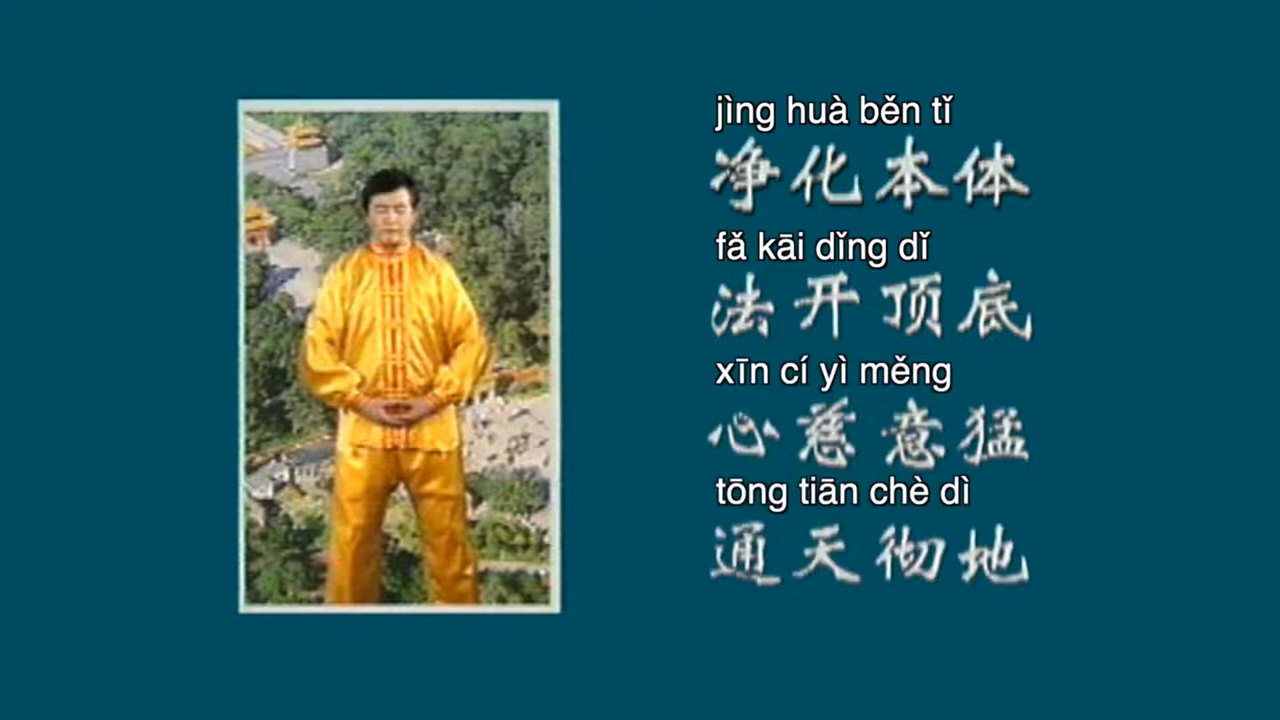 jìng huà běn tǐ
净化本体
fǎ kāi dǐng dǐ
法开顶底
xīn cí yì měng
心慈意猛
tōng tiān chè dì
通天彻地